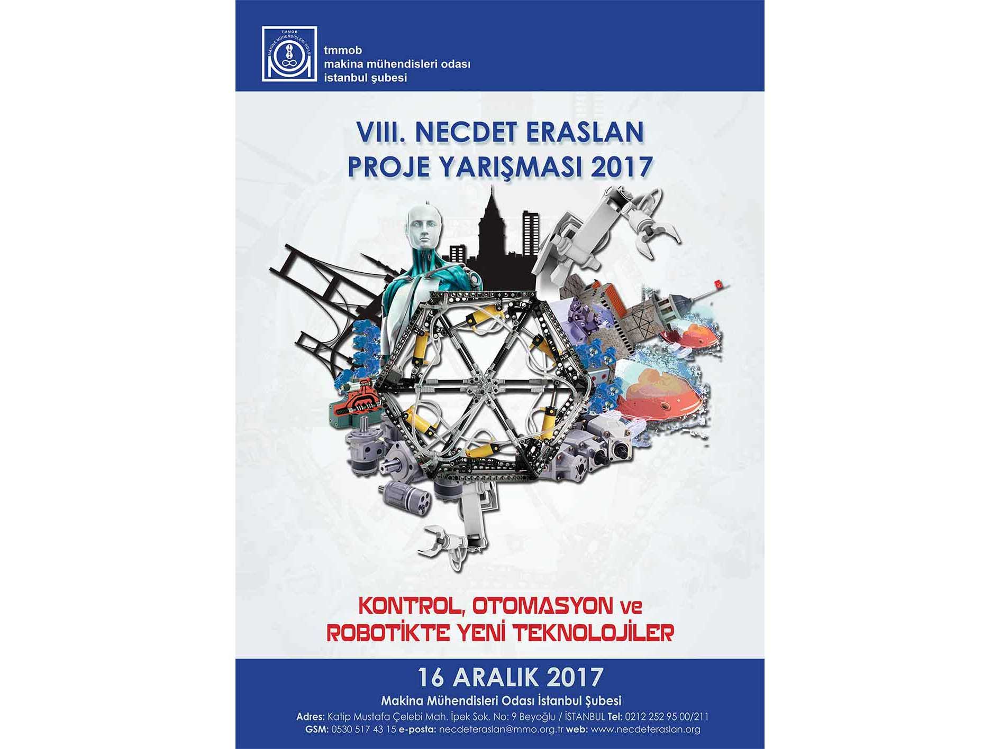 TMMOB
MAKİNA MÜHENDİSLERİ ODASI
1954
tmmob
makina mühendisleri odası
istanbul şubesi
VIII. NECDET ERASLAN
PROJE YARIŞMASI 2017
KONTROL, OTOMASYON ve
ROBOTİKTE YENİ TEKNOLOJİLER
16 ARALIK 2017
Makina Mühendisleri Odası İstanbul Şubesi
Adres: Katip Mustafa Çelebi Mah. İpek Sok. No: 9 Beyoğlu / İSTANBUL Tel: 0212 252 95 00/211
GSM: 0530 517 43 15 e-posta: necdeteraslan@mmo.org.tr web: www.necdeteraslan.org